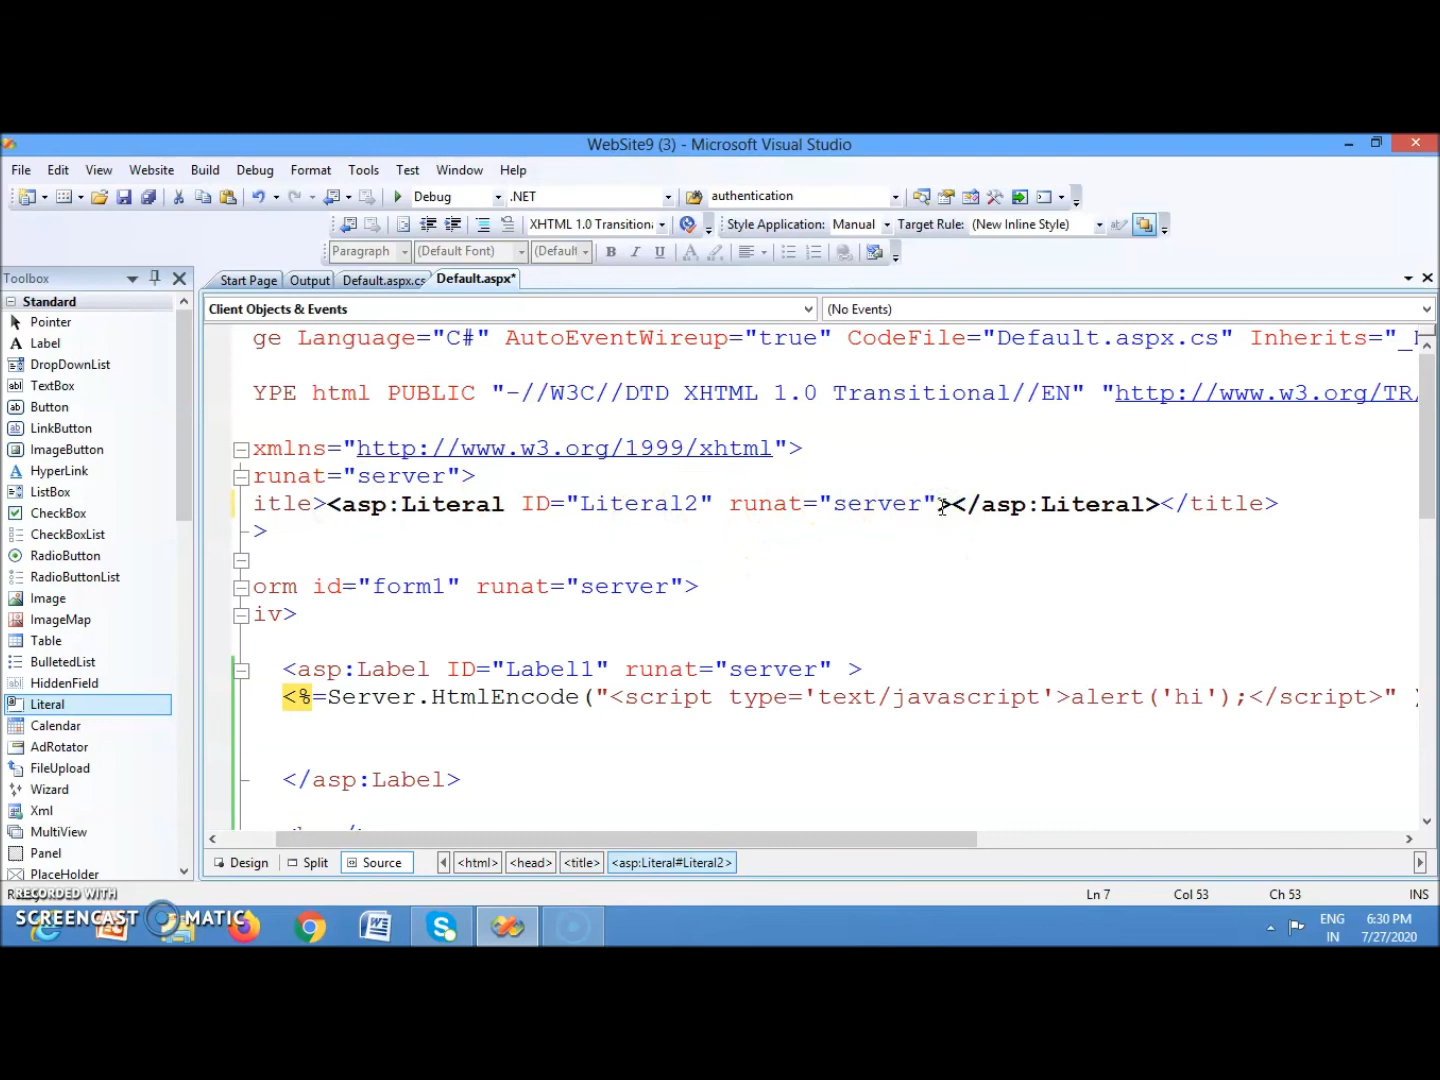 WebSite9 (3) - Microsoft Visual Studio
File Edit View Website Build Debug Format Tools Test Window Help
Debug .NET authentication
XHTML 1.0 Transition Style Application: Manual Target Rule: (New Inline Style)
Paragraph (Default Font) (Default B I U
Toolbox
Start Page Output Default.aspx.cs Default.aspx*
Standard
Client Objects & Events (No Events)
Pointer
Label
DropDownList
TextBox
Button
LinkButton
ImageButton
HyperLink
ListBox
CheckBox
CheckBoxList
RadioButton
RadioButtonList
Image
ImageMap
Table
BulletedList
HiddenField
Literal
Calendar
AdRotator
FileUpload
Wizard
Xml
MultiView
Panel
PlaceHolder
ge Language="C#" AutoEventWireup="true" CodeFile="Default.aspx.cs" Inherits="_
YPE html PUBLIC "-//W3C//DTD XHTML 1.0 Transitional//EN" "http://www.w3.org/TR/
xmlns="http://www.w3.org/1999/xhtml">
runat="server">
itle><asp:Literal ID="Literal2" runat="server"></asp:Literal></title>
>
orm id="form1" runat="server">
iv>
<asp:Label ID="Label1" runat="server" >
<%=Server.HtmlEncode("<script type='text/javascript'>alert('hi');</script>" )
</asp:Label>
Design Split Source <html> <head> <title> <asp:Literal#Literal2>
Ln 7 Col 53 Ch 53 INS
RECORDED WITH
SCREENCAST MATIC
ENG 6:30 PM
IN 7/27/2020